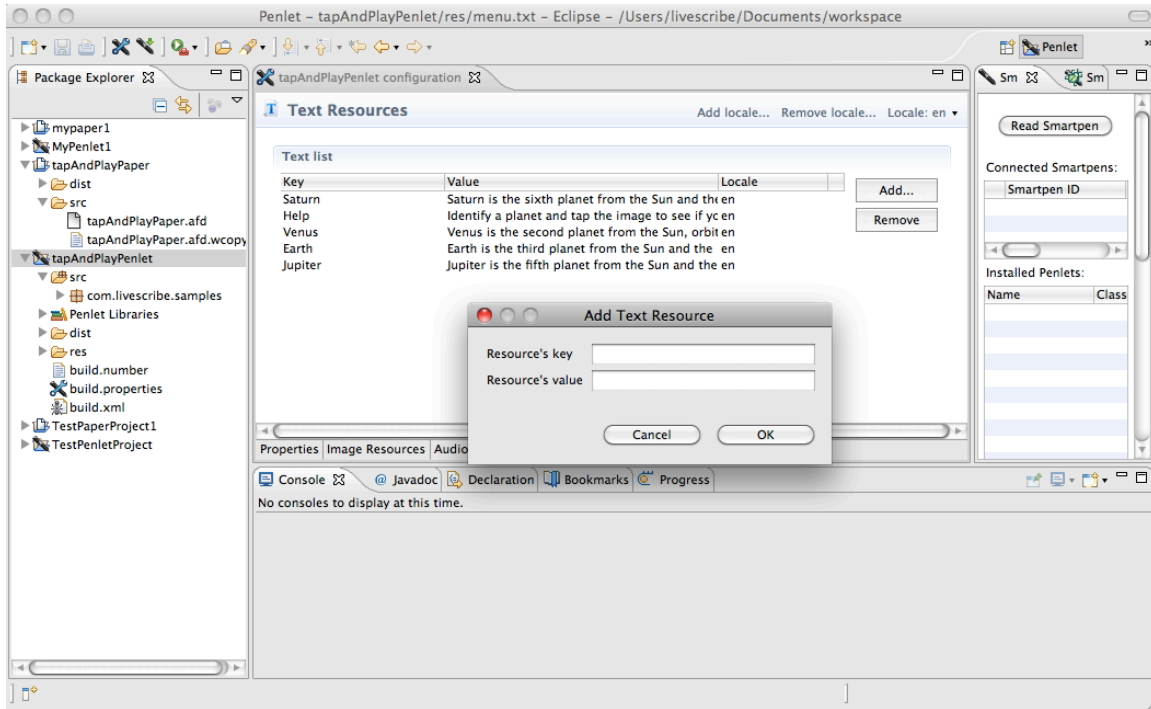 Penlet – tapAndPlayPenlet/res/menu.txt – Eclipse – /Users/livescribe/Documents/workspace
Penlet
Package Explorer
mypaper1
MyPenlet1
tapAndPlayPaper
dist
src
tapAndPlayPaper.afd
tapAndPlayPaper.afd.wcopy
tapAndPlayPenlet
src
com.livescribe.samples
Penlet Libraries
dist
res
build.number
build.properties
build.xml
TestPaperProject1
TestPenletProject
tapAndPlayPenlet configuration
Text Resources
Add locale... Remove locale... Locale: en
Text list
Key Value Locale
Saturn Saturn is the sixth planet from the Sun and the en
Help Identify a planet and tap the image to see if yc en
Venus Venus is the second planet from the Sun, orbit en
Earth Earth is the third planet from the Sun and the en
Jupiter Jupiter is the fifth planet from the Sun and the en
Add...
Remove
Add Text Resource
Resource's key
Resource's value
Cancel OK
Properties Image Resources Audio
Console @ Javadoc Declaration Bookmarks Progress
No consoles to display at this time.
Sm Sm
Read Smartpen
Connected Smartpens:
Smartpen ID
Installed Penlets:
Name Class